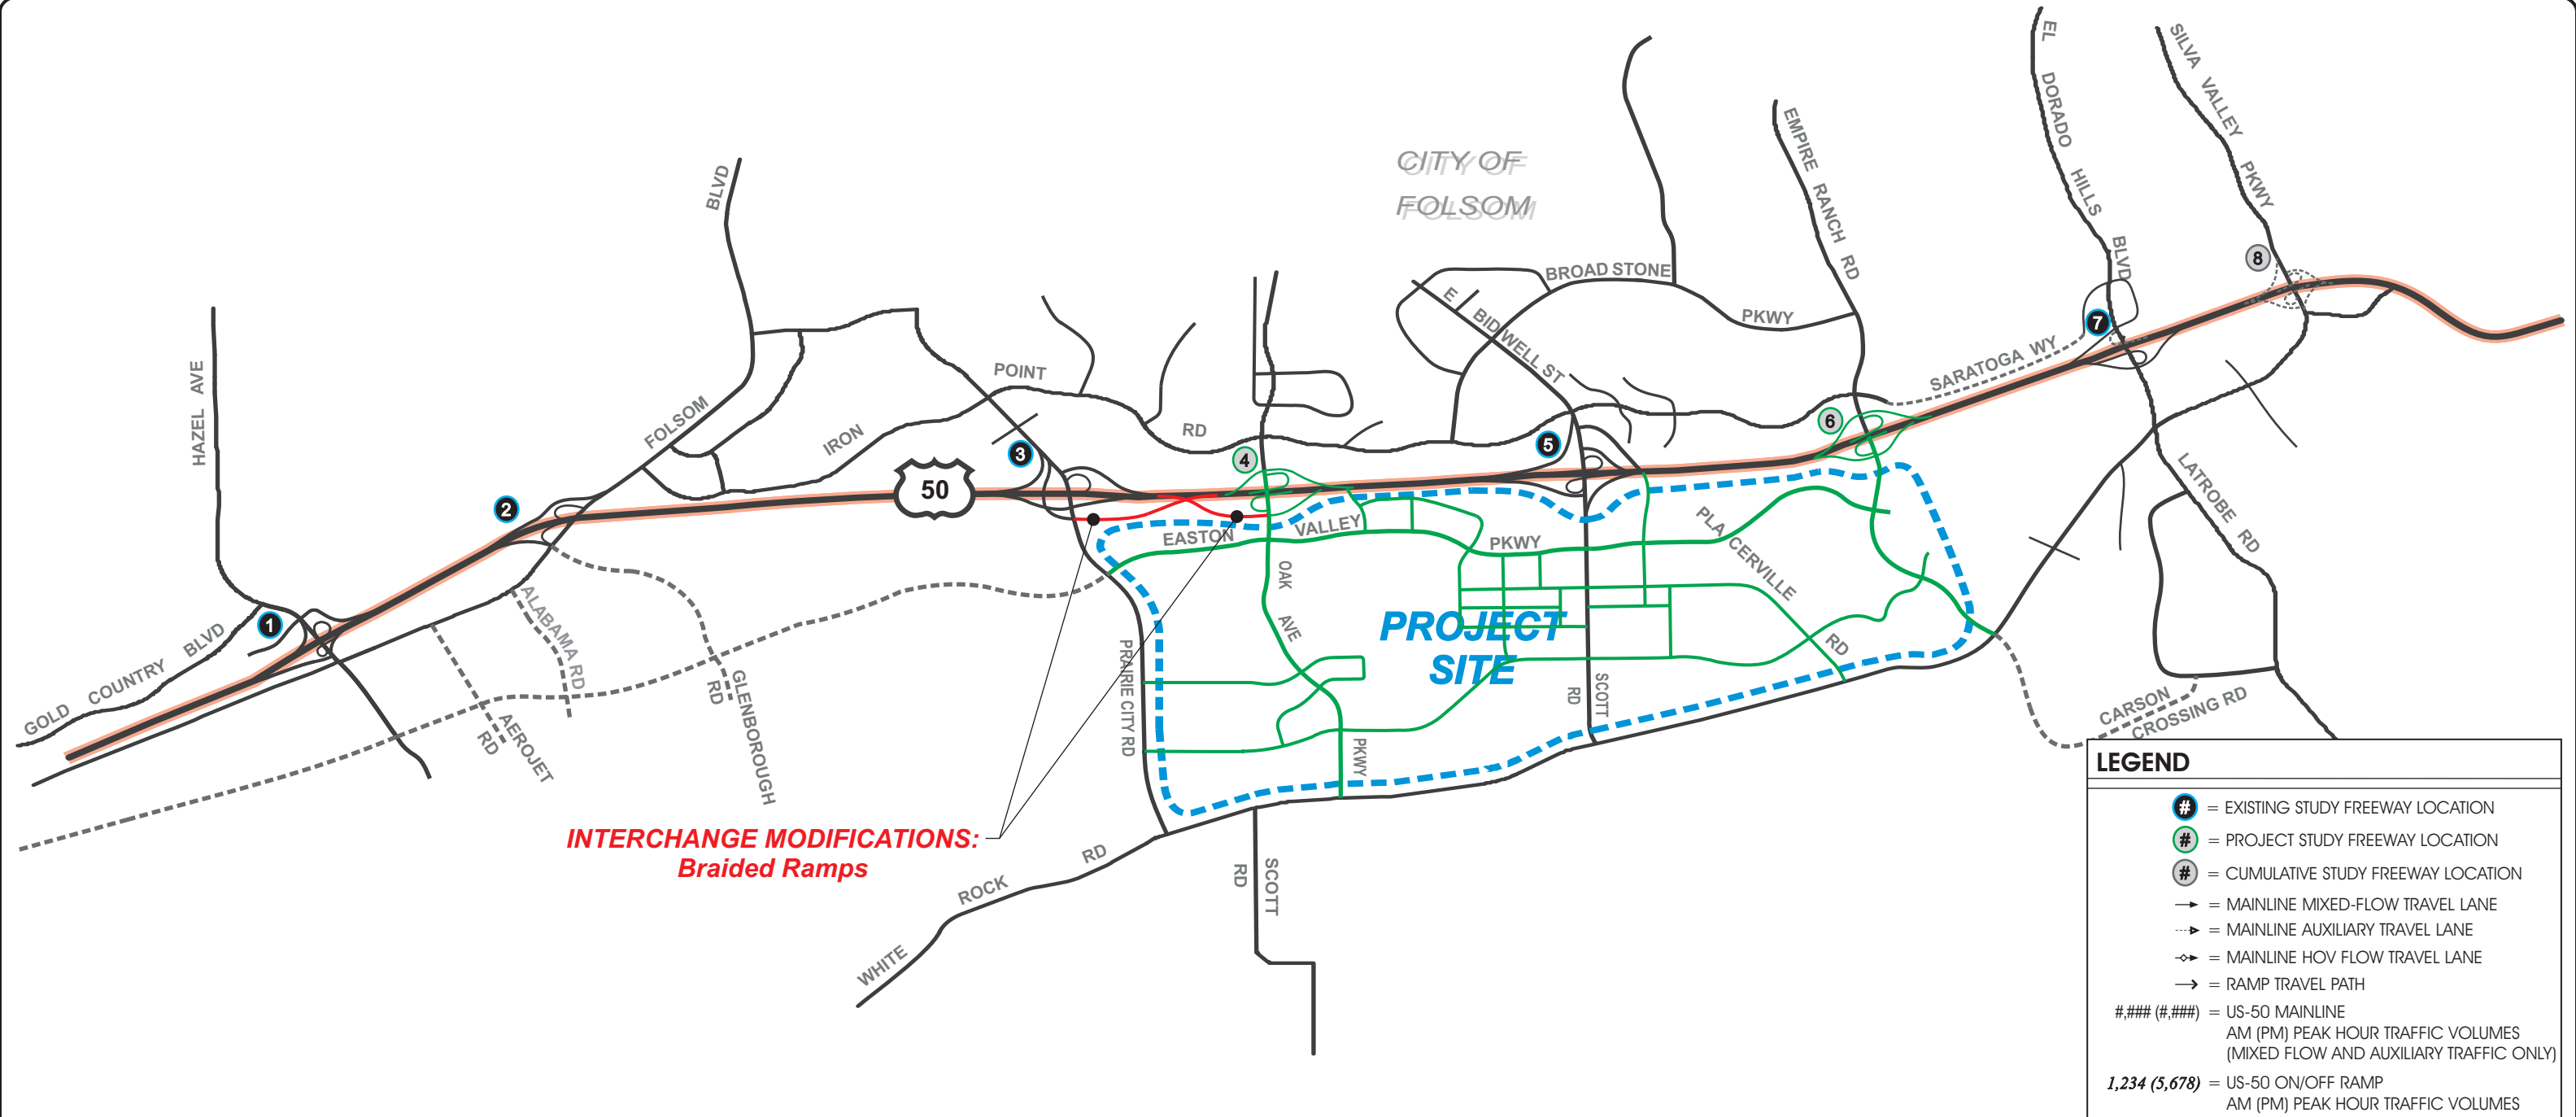 CITY OF
FOLSOM
EL DORADO HILLS BLVD
SILVA VALLEY PKWY
EMPIRE RANCH RD
BLVD
FOLSOM
HAZEL AVE
BROAD STONE
PKWY
E BIDWELL ST
POINT
IRON
RD
SARATOGA WY
8
7
6
5
4
3
2
1
50
EASTON VALLEY PKWY
PLACERVILLE
RD
OAK
AVE
PKWY
PROJECT
SITE
LATROBE RD
ALABAMA RD
GLENBOROUGH
RD
AEROJET
RD
GOLD COUNTRY BLVD
PRAIRIE CITY RD
SCOTT
RD
CARSON
CROSSING RD
INTERCHANGE MODIFICATIONS:
Braided Ramps
SCOTT
RD
WHITE ROCK RD
LEGEND
# = EXISTING STUDY FREEWAY LOCATION
# = PROJECT STUDY FREEWAY LOCATION
# = CUMULATIVE STUDY FREEWAY LOCATION
= MAINLINE MIXED-FLOW TRAVEL LANE
= MAINLINE AUXILIARY TRAVEL LANE
= MAINLINE HOV FLOW TRAVEL LANE
= RAMP TRAVEL PATH
#,### (#,###) = US-50 MAINLINE
AM (PM) PEAK HOUR TRAFFIC VOLUMES
(MIXED FLOW AND AUXILIARY TRAFFIC ONLY)
1,234 (5,678) = US-50 ON/OFF RAMP
AM (PM) PEAK HOUR TRAFFIC VOLUMES